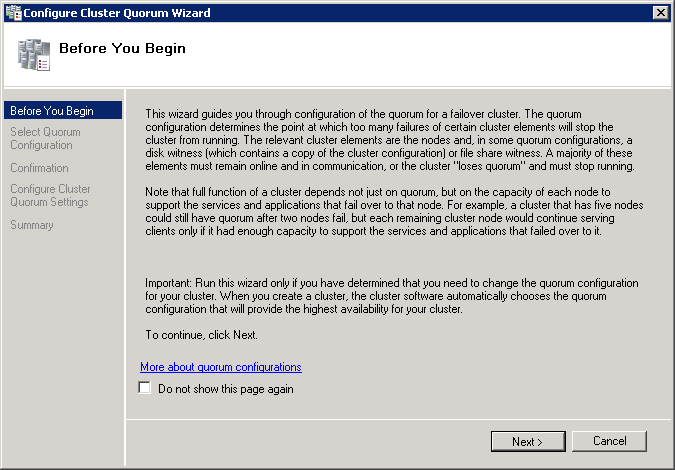 Configure Cluster Quorum Wizard
Before You Begin
Before You Begin
Select Quorum
Configuration
Confirmation
Configure Cluster
Quorum Settings
Summary
This wizard guides you through configuration of the quorum for a failover cluster. The quorum
configuration determines the point at which too many failures of certain cluster elements will stop the
cluster from running. The relevant cluster elements are the nodes and, in some quorum configurations, a
disk witness (which contains a copy of the cluster configuration) or file share witness. A majority of these
elements must remain online and in communication, or the cluster "loses quorum" and must stop running.
Note that full function of a cluster depends not just on quorum, but on the capacity of each node to
support the services and applications that fail over to that node. For example, a cluster that has five nodes
could still have quorum after two nodes fail, but each remaining cluster node would continue serving
clients only if it had enough capacity to support the services and applications that failed over to it.
Important: Run this wizard only if you have determined that you need to change the quorum configuration
for your cluster. When you create a cluster, the cluster software automatically chooses the quorum
configuration that will provide the highest availability for your cluster.
To continue, click Next.
More about quorum configurations
Do not show this page again
Next >
Cancel